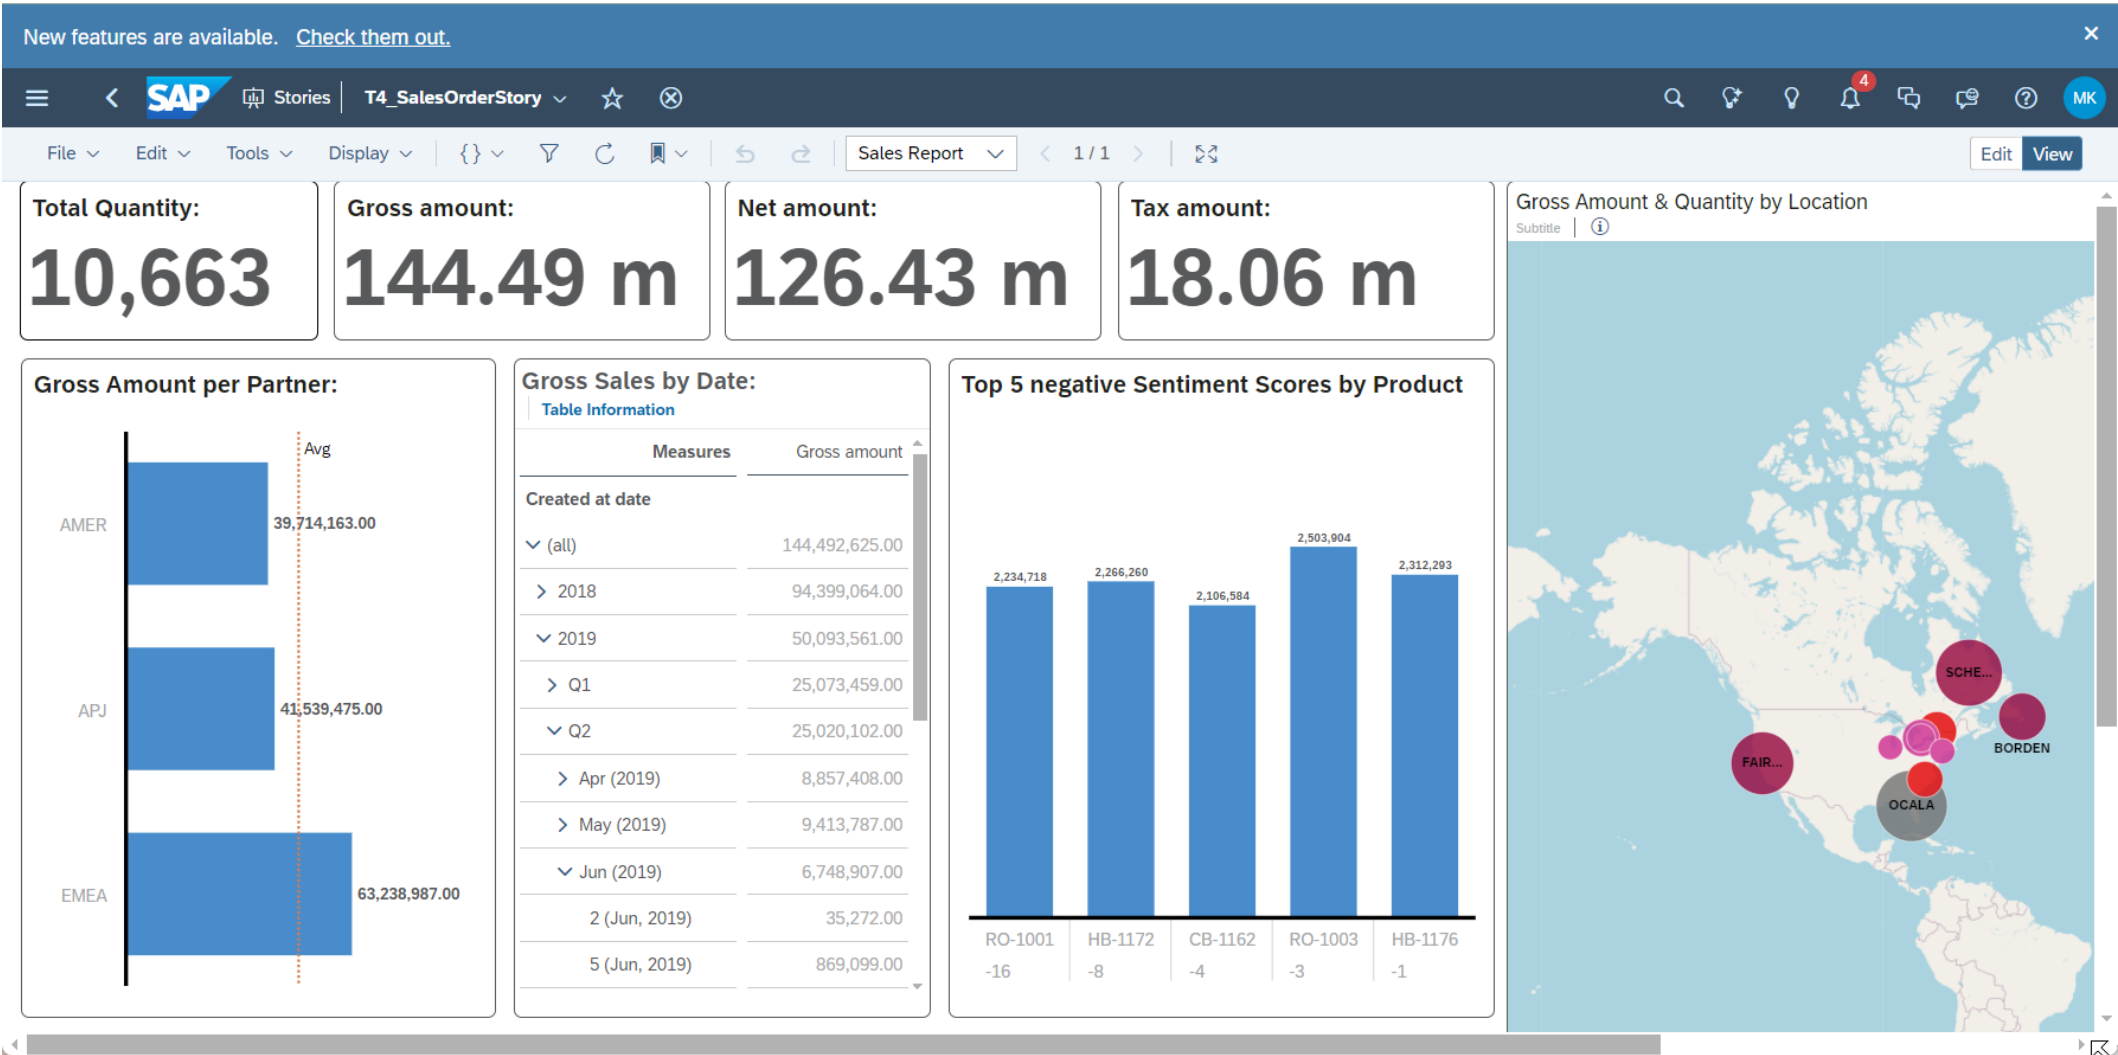 New features are available. Check them out.
SAP Stories T4_SalesOrderStory 4 MK
File Edit Tools Display { } Sales Report 1 / 1 Edit View
Total Quantity:
10,663
Gross amount:
144.49 m
Net amount:
126.43 m
Tax amount:
18.06 m
Gross Amount & Quantity by Location
Subtitle
SCHE...
BORDEN
FAIR...
OCALA
Gross Amount per Partner:
Avg
AMER 39,714,163.00
APJ 41,539,475.00
EMEA 63,238,987.00
Gross Sales by Date:
Table Information
Measures Gross amount
Created at date
(all) 144,492,625.00
2018 94,399,064.00
2019 50,093,561.00
Q1 25,073,459.00
Q2 25,020,102.00
Apr (2019) 8,857,408.00
May (2019) 9,413,787.00
Jun (2019) 6,748,907.00
2 (Jun, 2019) 35,272.00
5 (Jun, 2019) 869,099.00
Top 5 negative Sentiment Scores by Product
2,234,718 2,266,260 2,106,584 2,503,904 2,312,293
RO-1001 HB-1172 CB-1162 RO-1003 HB-1176
-16 -8 -4 -3 -1